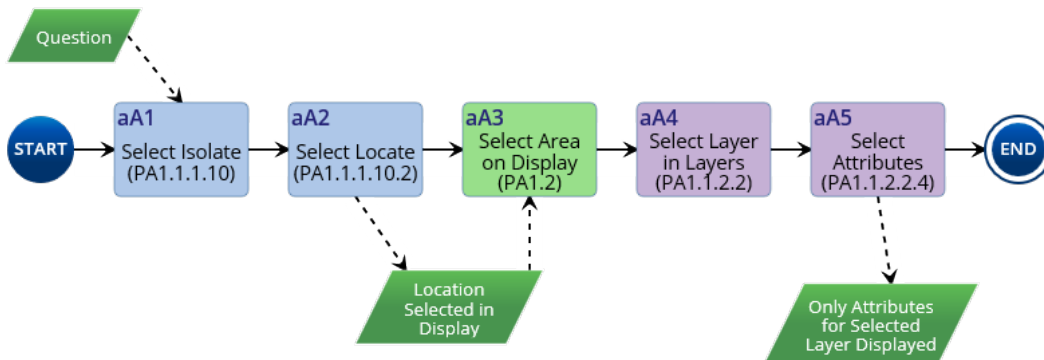 Question
START
aA1
Select Isolate
(PA1.1.1.10)
aA2
Select Locate
(PA1.1.1.10.2)
aA3
Select Area
on Display
(PA1.2)
aA4
Select Layer
in Layers
(PA1.1.2.2)
aA5
Select
Attributes
(PA1.1.2.2.4)
END
Location
Selected in
Display
Only Attributes
for Selected
Layer Displayed